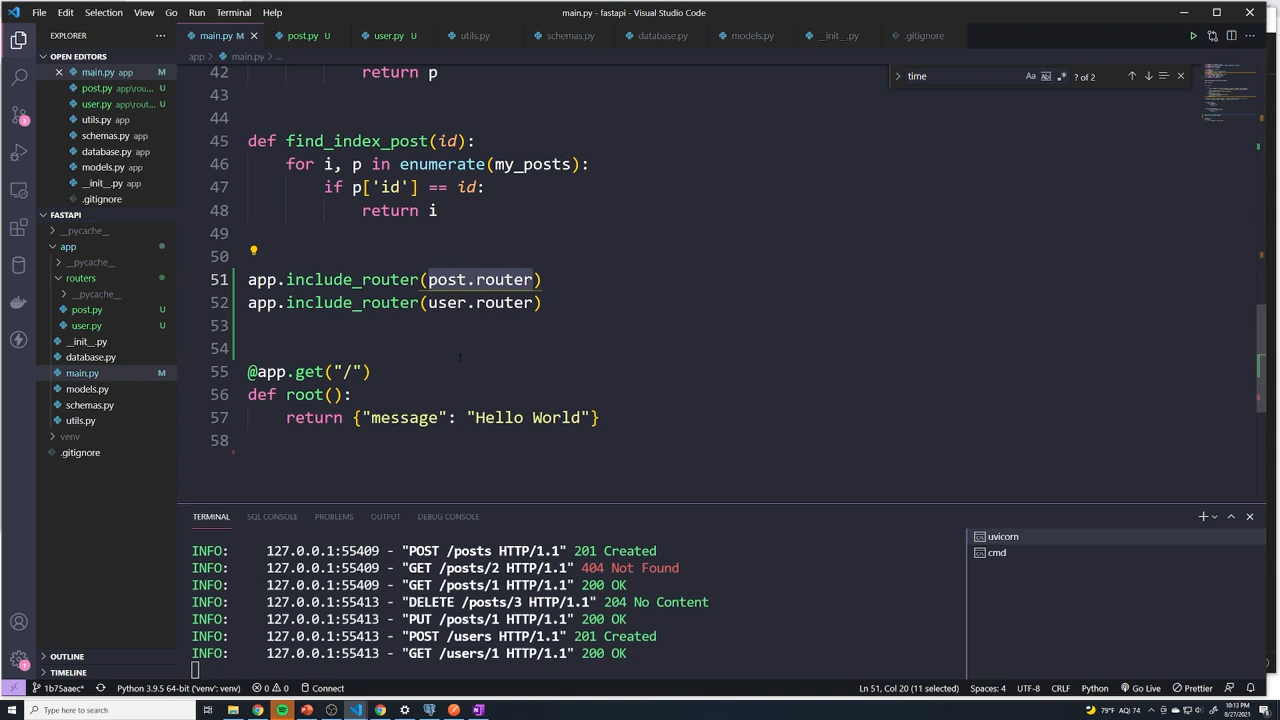 File Edit Selection View Go Run Terminal Help
main.py - fastapi - Visual Studio Code
EXPLORER
main.py M
post.py U
user.py U
utils.py
schemas.py
database.py
models.py
__init__.py
.gitignore
OPEN EDITORS
app > main.py > ...
main.py app M
post.py app\rou... U
user.py app\rout... U
utils.py app
schemas.py app
database.py app
models.py app
__init__.py app
.gitignore
FASTAPI
__pycache__
app
__pycache__
routers
__pycache__
post.py U
user.py U
__init__.py
database.py
main.py M
models.py
schemas.py
utils.py
venv
.gitignore
OUTLINE
TIMELINE
time
Aa
Ab
? of 2
42 return p
43
44
45 def find_index_post(id):
46 for i, p in enumerate(my_posts):
47 if p['id'] == id:
48 return i
49
50
51 app.include_router(post.router)
52 app.include_router(user.router)
53
54
55 @app.get("/")
56 def root():
57 return {"message": "Hello World"}
58
TERMINAL SQL CONSOLE PROBLEMS OUTPUT DEBUG CONSOLE
INFO: 127.0.0.1:55409 - "POST /posts HTTP/1.1" 201 Created
INFO: 127.0.0.1:55409 - "GET /posts/2 HTTP/1.1" 404 Not Found
INFO: 127.0.0.1:55409 - "GET /posts/1 HTTP/1.1" 200 OK
INFO: 127.0.0.1:55413 - "DELETE /posts/3 HTTP/1.1" 204 No Content
INFO: 127.0.0.1:55413 - "PUT /posts/1 HTTP/1.1" 200 OK
INFO: 127.0.0.1:55413 - "POST /users HTTP/1.1" 201 Created
INFO: 127.0.0.1:55413 - "GET /users/1 HTTP/1.1" 200 OK
uvicorn
cmd
1b75aaec* Python 3.9.5 64-bit ('venv': venv) 0 0 Connect
Ln 51, Col 20 (11 selected) Spaces: 4 UTF-8 CRLF Python Go Live Prettier
Type here to search
79°F AQI 74
10:13 PM
8/27/2021